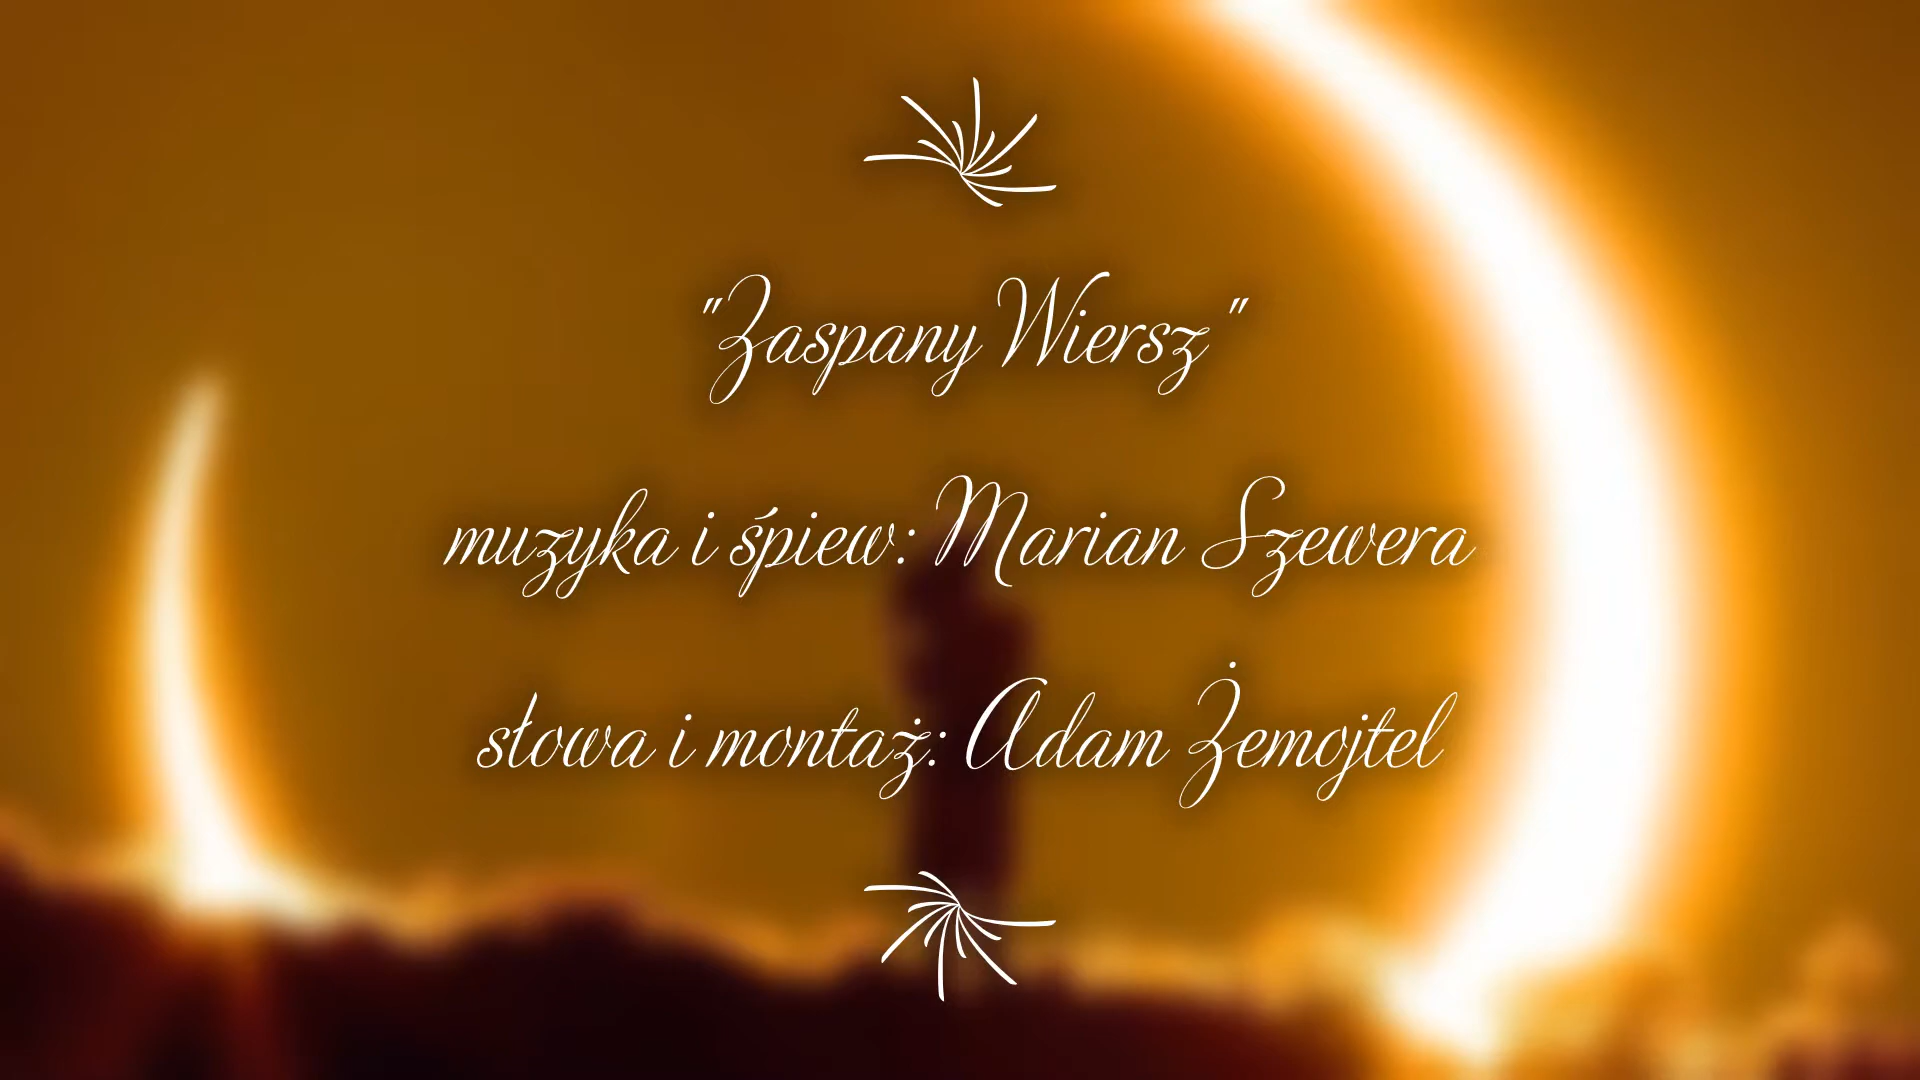 "Zaspany Wiersz"
muzyka i śpiew: Marian Szewera
słowa i montaż: Adam Żemojtel